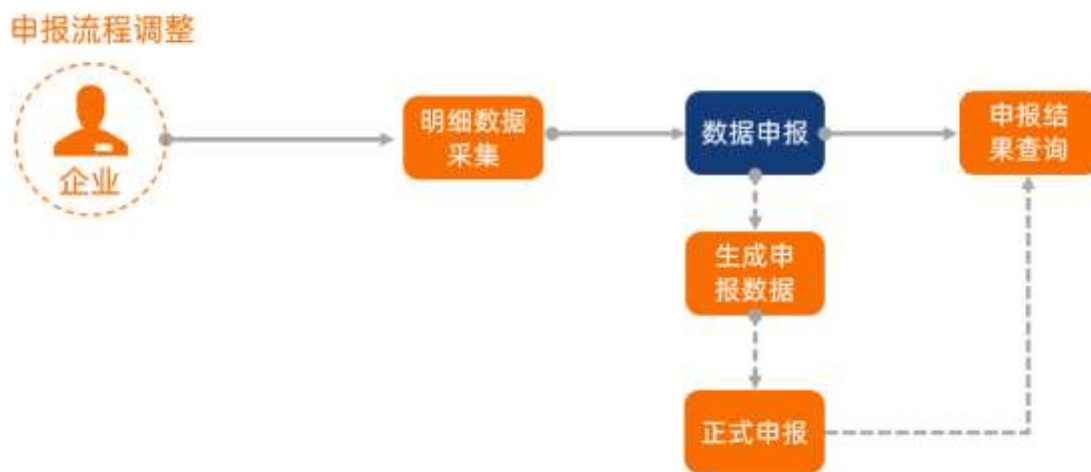 申报流程调整
企业
明细数据
采集
数据申报
申报结
果查询
生成申
报数据
正式申报